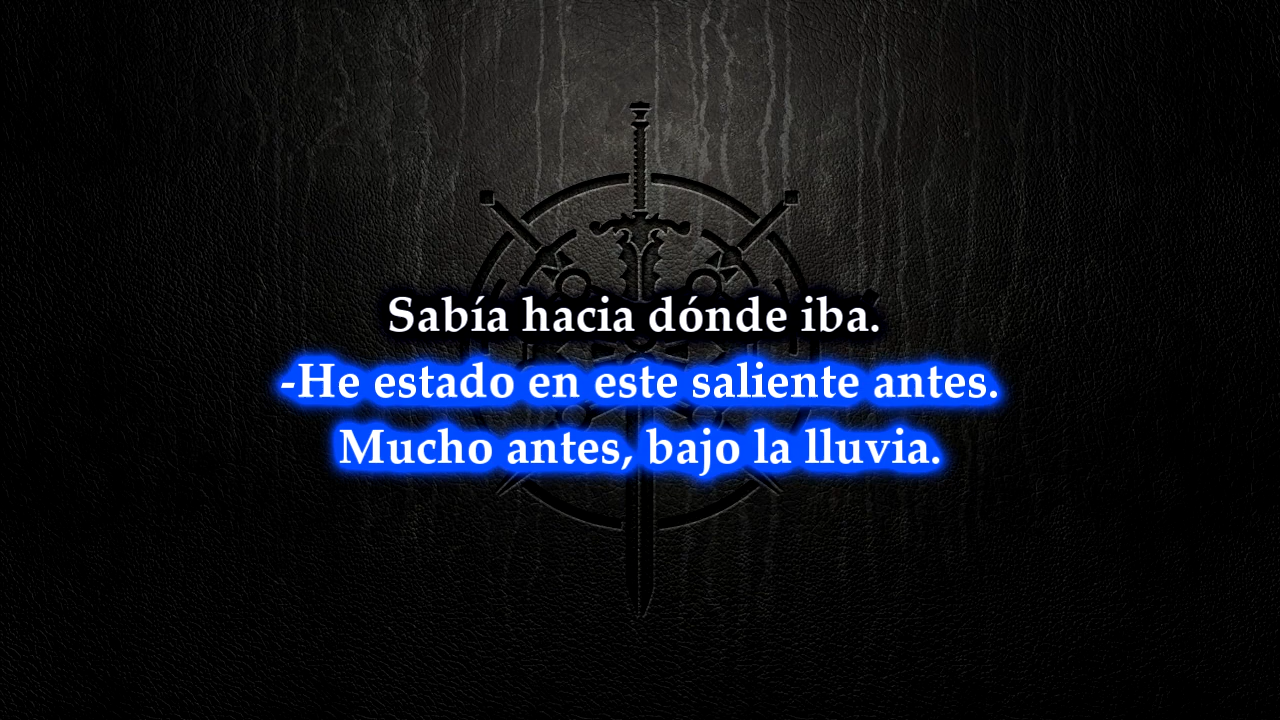 Sabía hacia dónde iba.
-He estado en este saliente antes.
Mucho antes, bajo la lluvia.